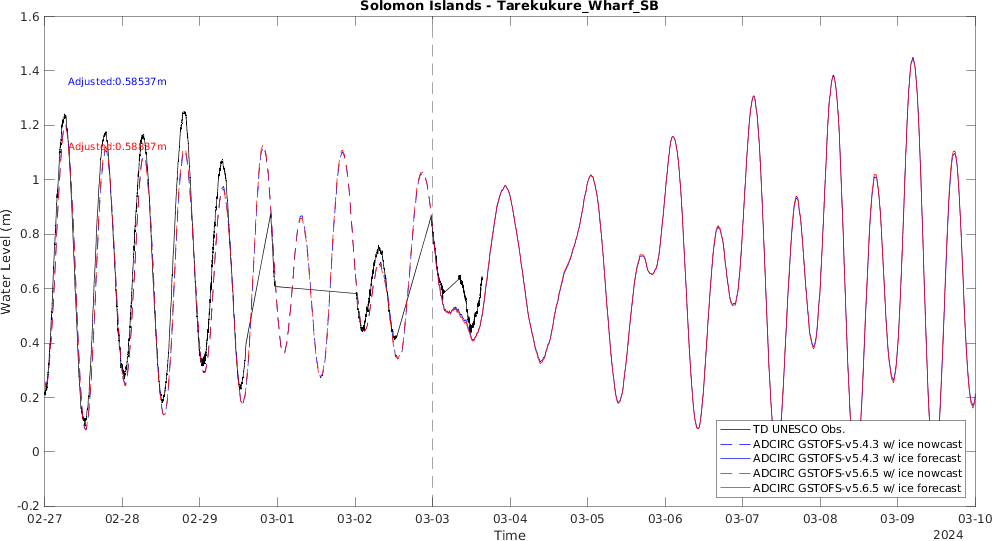 Solomon Islands - Tarekukure_Wharf_SB
1.6
1.4
1.2
1
0.8
0.6
0.4
0.2
0
-0.2
Water Level (m)
Adjusted:0.58537m
Adjusted:0.58337m
TD UNESCO Obs.
ADCIRC GSTOFS-v5.4.3 w/ ice nowcast
ADCIRC GSTOFS-v5.4.3 w/ ice forecast
ADCIRC GSTOFS-v5.6.5 w/ ice nowcast
ADCIRC GSTOFS-v5.6.5 w/ ice forecast
02-27 02-28 02-29 03-01 03-02 03-03 03-04 03-05 03-06 03-07 03-08 03-09 03-10
Time
2024